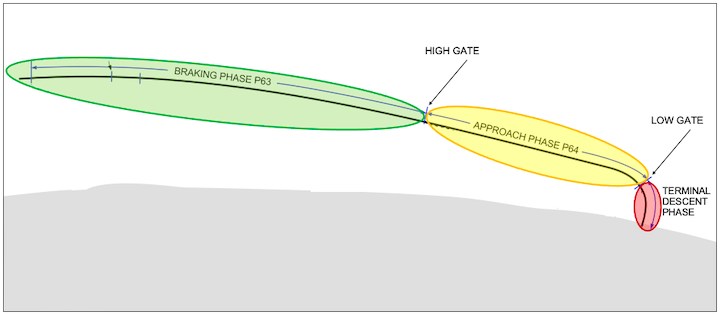 HIGH GATE
BRAKING PHASE P63
LOW GATE
APPROACH PHASE P64
TERMINAL
DESCENT
PHASE